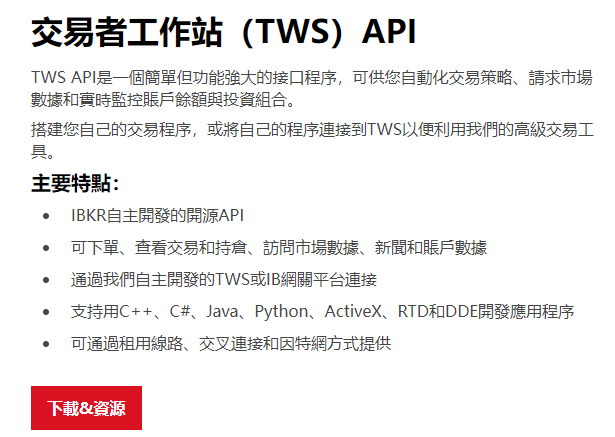 交易者工作站（TWS）API
TWS API是一個簡單但功能強大的接口程序，可供您自動化交易策略、請求市場
數據和實時監控賬戶餘額與投資組合。
搭建您自己的交易程序，或將自己的程序連接到TWS以便利用我們的高級交易工
具。
主要特點：
• IBKR自主開發的開源API
• 可下單、查看交易和持倉、訪問市場數據、新聞和賬戶數據
• 通過我們自主開發的TWS或IB網關平台連接
• 支持用C++、C#、Java、Python、ActiveX、RTD和DDE開發應用程序
• 可通過租用線路、交叉連接和因特網方式提供
下載&資源